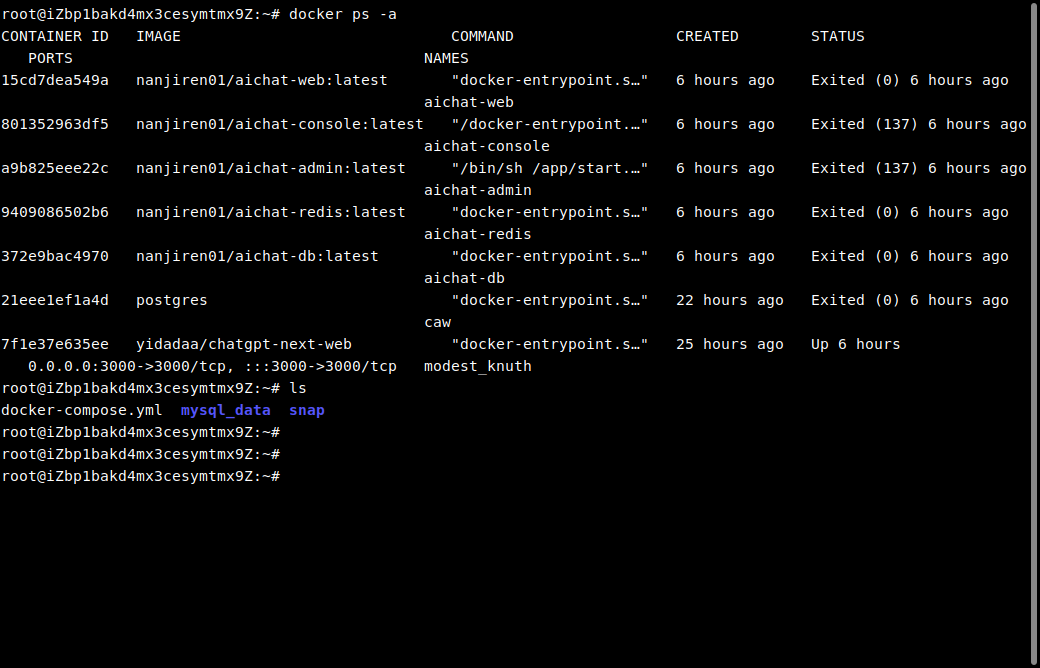 root@iZbp1bakd4mx3cesymtmx9Z:~# docker ps -a
CONTAINER ID   IMAGE                              COMMAND                  CREATED        STATUS
   PORTS                                       NAMES
15cd7dea549a   nanjiren01/aichat-web:latest       "docker-entrypoint.s…"   6 hours ago    Exited (0) 6 hours ago
                                               aichat-web
801352963df5   nanjiren01/aichat-console:latest   "/docker-entrypoint.…"   6 hours ago    Exited (137) 6 hours ago
                                               aichat-console
a9b825eee22c   nanjiren01/aichat-admin:latest     "/bin/sh /app/start.…"   6 hours ago    Exited (137) 6 hours ago
                                               aichat-admin
9409086502b6   nanjiren01/aichat-redis:latest     "docker-entrypoint.s…"   6 hours ago    Exited (0) 6 hours ago
                                               aichat-redis
372e9bac4970   nanjiren01/aichat-db:latest        "docker-entrypoint.s…"   6 hours ago    Exited (0) 6 hours ago
                                               aichat-db
21eee1ef1a4d   postgres                           "docker-entrypoint.s…"   22 hours ago   Exited (0) 6 hours ago
                                               caw
7f1e37e635ee   yidadaa/chatgpt-next-web           "docker-entrypoint.s…"   25 hours ago   Up 6 hours
   0.0.0.0:3000->3000/tcp, :::3000->3000/tcp   modest_knuth
root@iZbp1bakd4mx3cesymtmx9Z:~# ls
docker-compose.yml  mysql_data  snap
root@iZbp1bakd4mx3cesymtmx9Z:~#
root@iZbp1bakd4mx3cesymtmx9Z:~#
root@iZbp1bakd4mx3cesymtmx9Z:~#